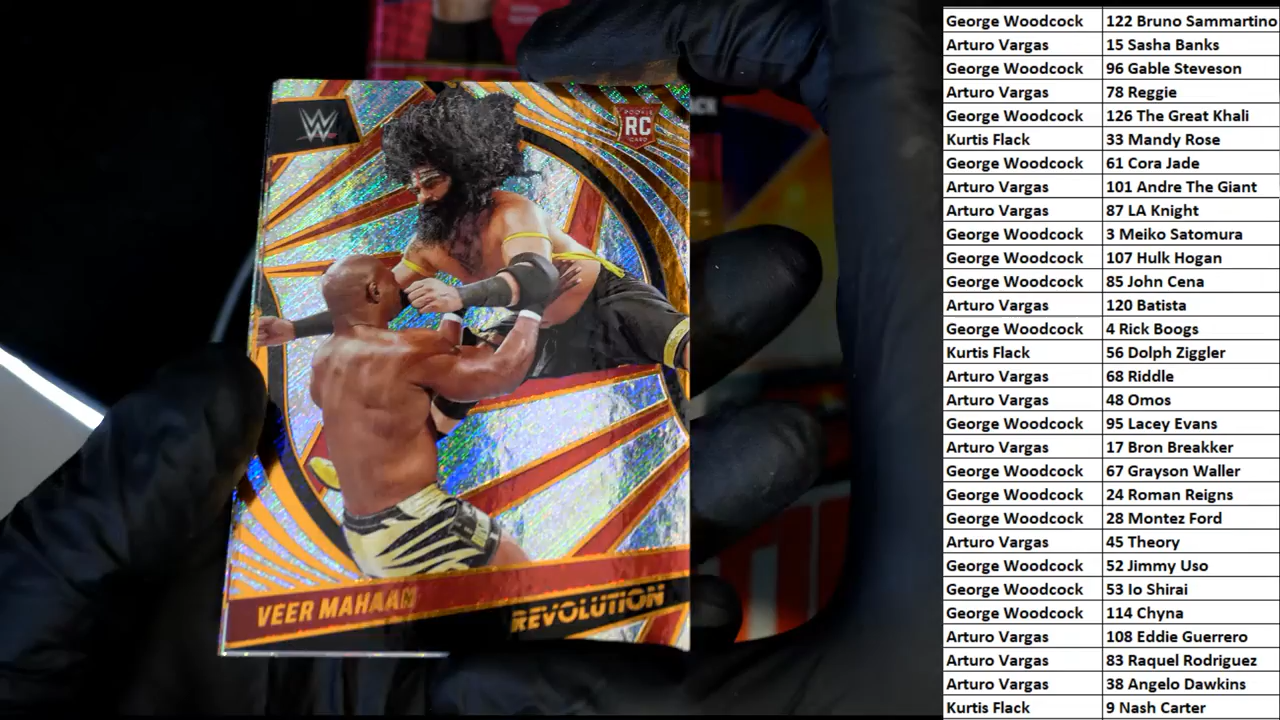 W
ROOKIE
RC
CARD
VEER MAHAAN
REVOLUTION
George Woodcock 122 Bruno Sammartino
Arturo Vargas 15 Sasha Banks
George Woodcock 96 Gable Steveson
Arturo Vargas 78 Reggie
George Woodcock 126 The Great Khali
Kurtis Flack 33 Mandy Rose
George Woodcock 61 Cora Jade
Arturo Vargas 101 Andre The Giant
Arturo Vargas 87 LA Knight
George Woodcock 3 Meiko Satomura
George Woodcock 107 Hulk Hogan
George Woodcock 85 John Cena
Arturo Vargas 120 Batista
George Woodcock 4 Rick Boogs
Kurtis Flack 56 Dolph Ziggler
Arturo Vargas 68 Riddle
Arturo Vargas 48 Omos
George Woodcock 95 Lacey Evans
Arturo Vargas 17 Bron Breakker
George Woodcock 67 Grayson Waller
George Woodcock 24 Roman Reigns
George Woodcock 28 Montez Ford
Arturo Vargas 45 Theory
George Woodcock 52 Jimmy Uso
George Woodcock 53 Io Shirai
George Woodcock 114 Chyna
Arturo Vargas 108 Eddie Guerrero
Arturo Vargas 83 Raquel Rodriguez
Arturo Vargas 38 Angelo Dawkins
Kurtis Flack 9 Nash Carter